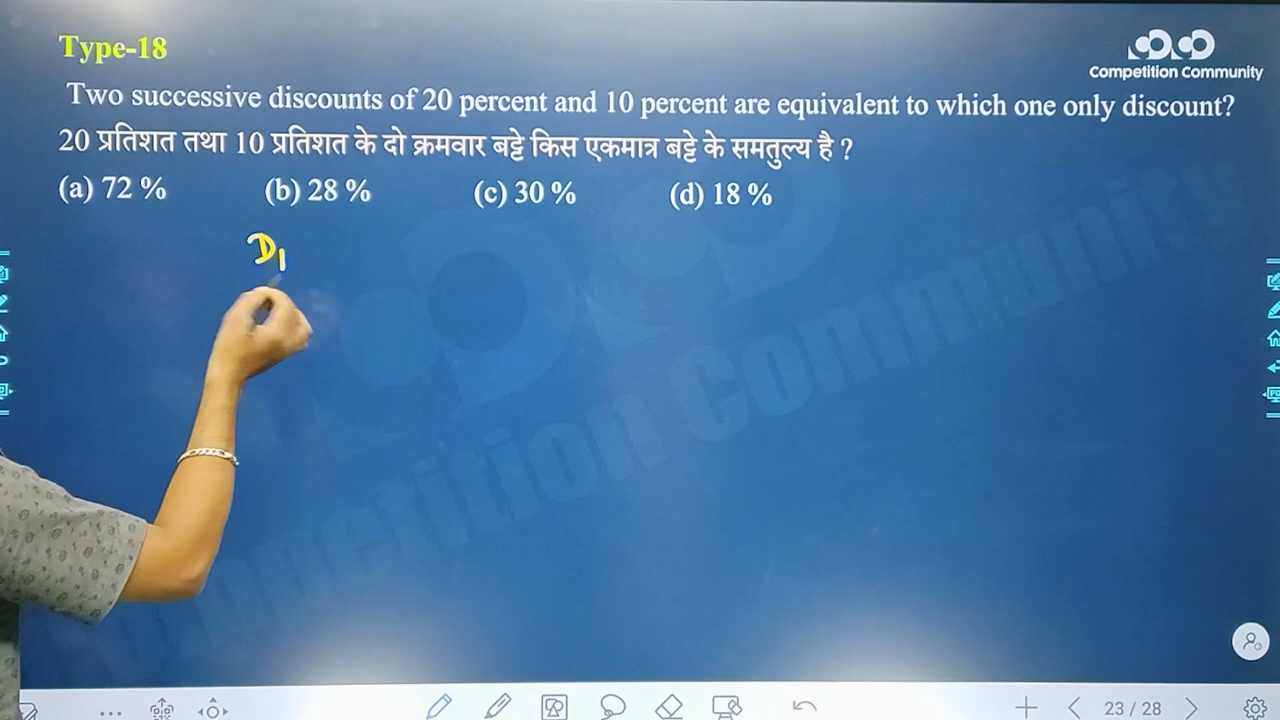 Type-18
Competition Community
Two successive discounts of 20 percent and 10 percent are equivalent to which one only discount?
20 प्रतिशत तथा 10 प्रतिशत के दो क्रमवार बट्टे किस एकमात्र बट्टे के समतुल्य है ?
(a) 72 % (b) 28 % (c) 30 % (d) 18 %
D1
Competition Community
23 / 28